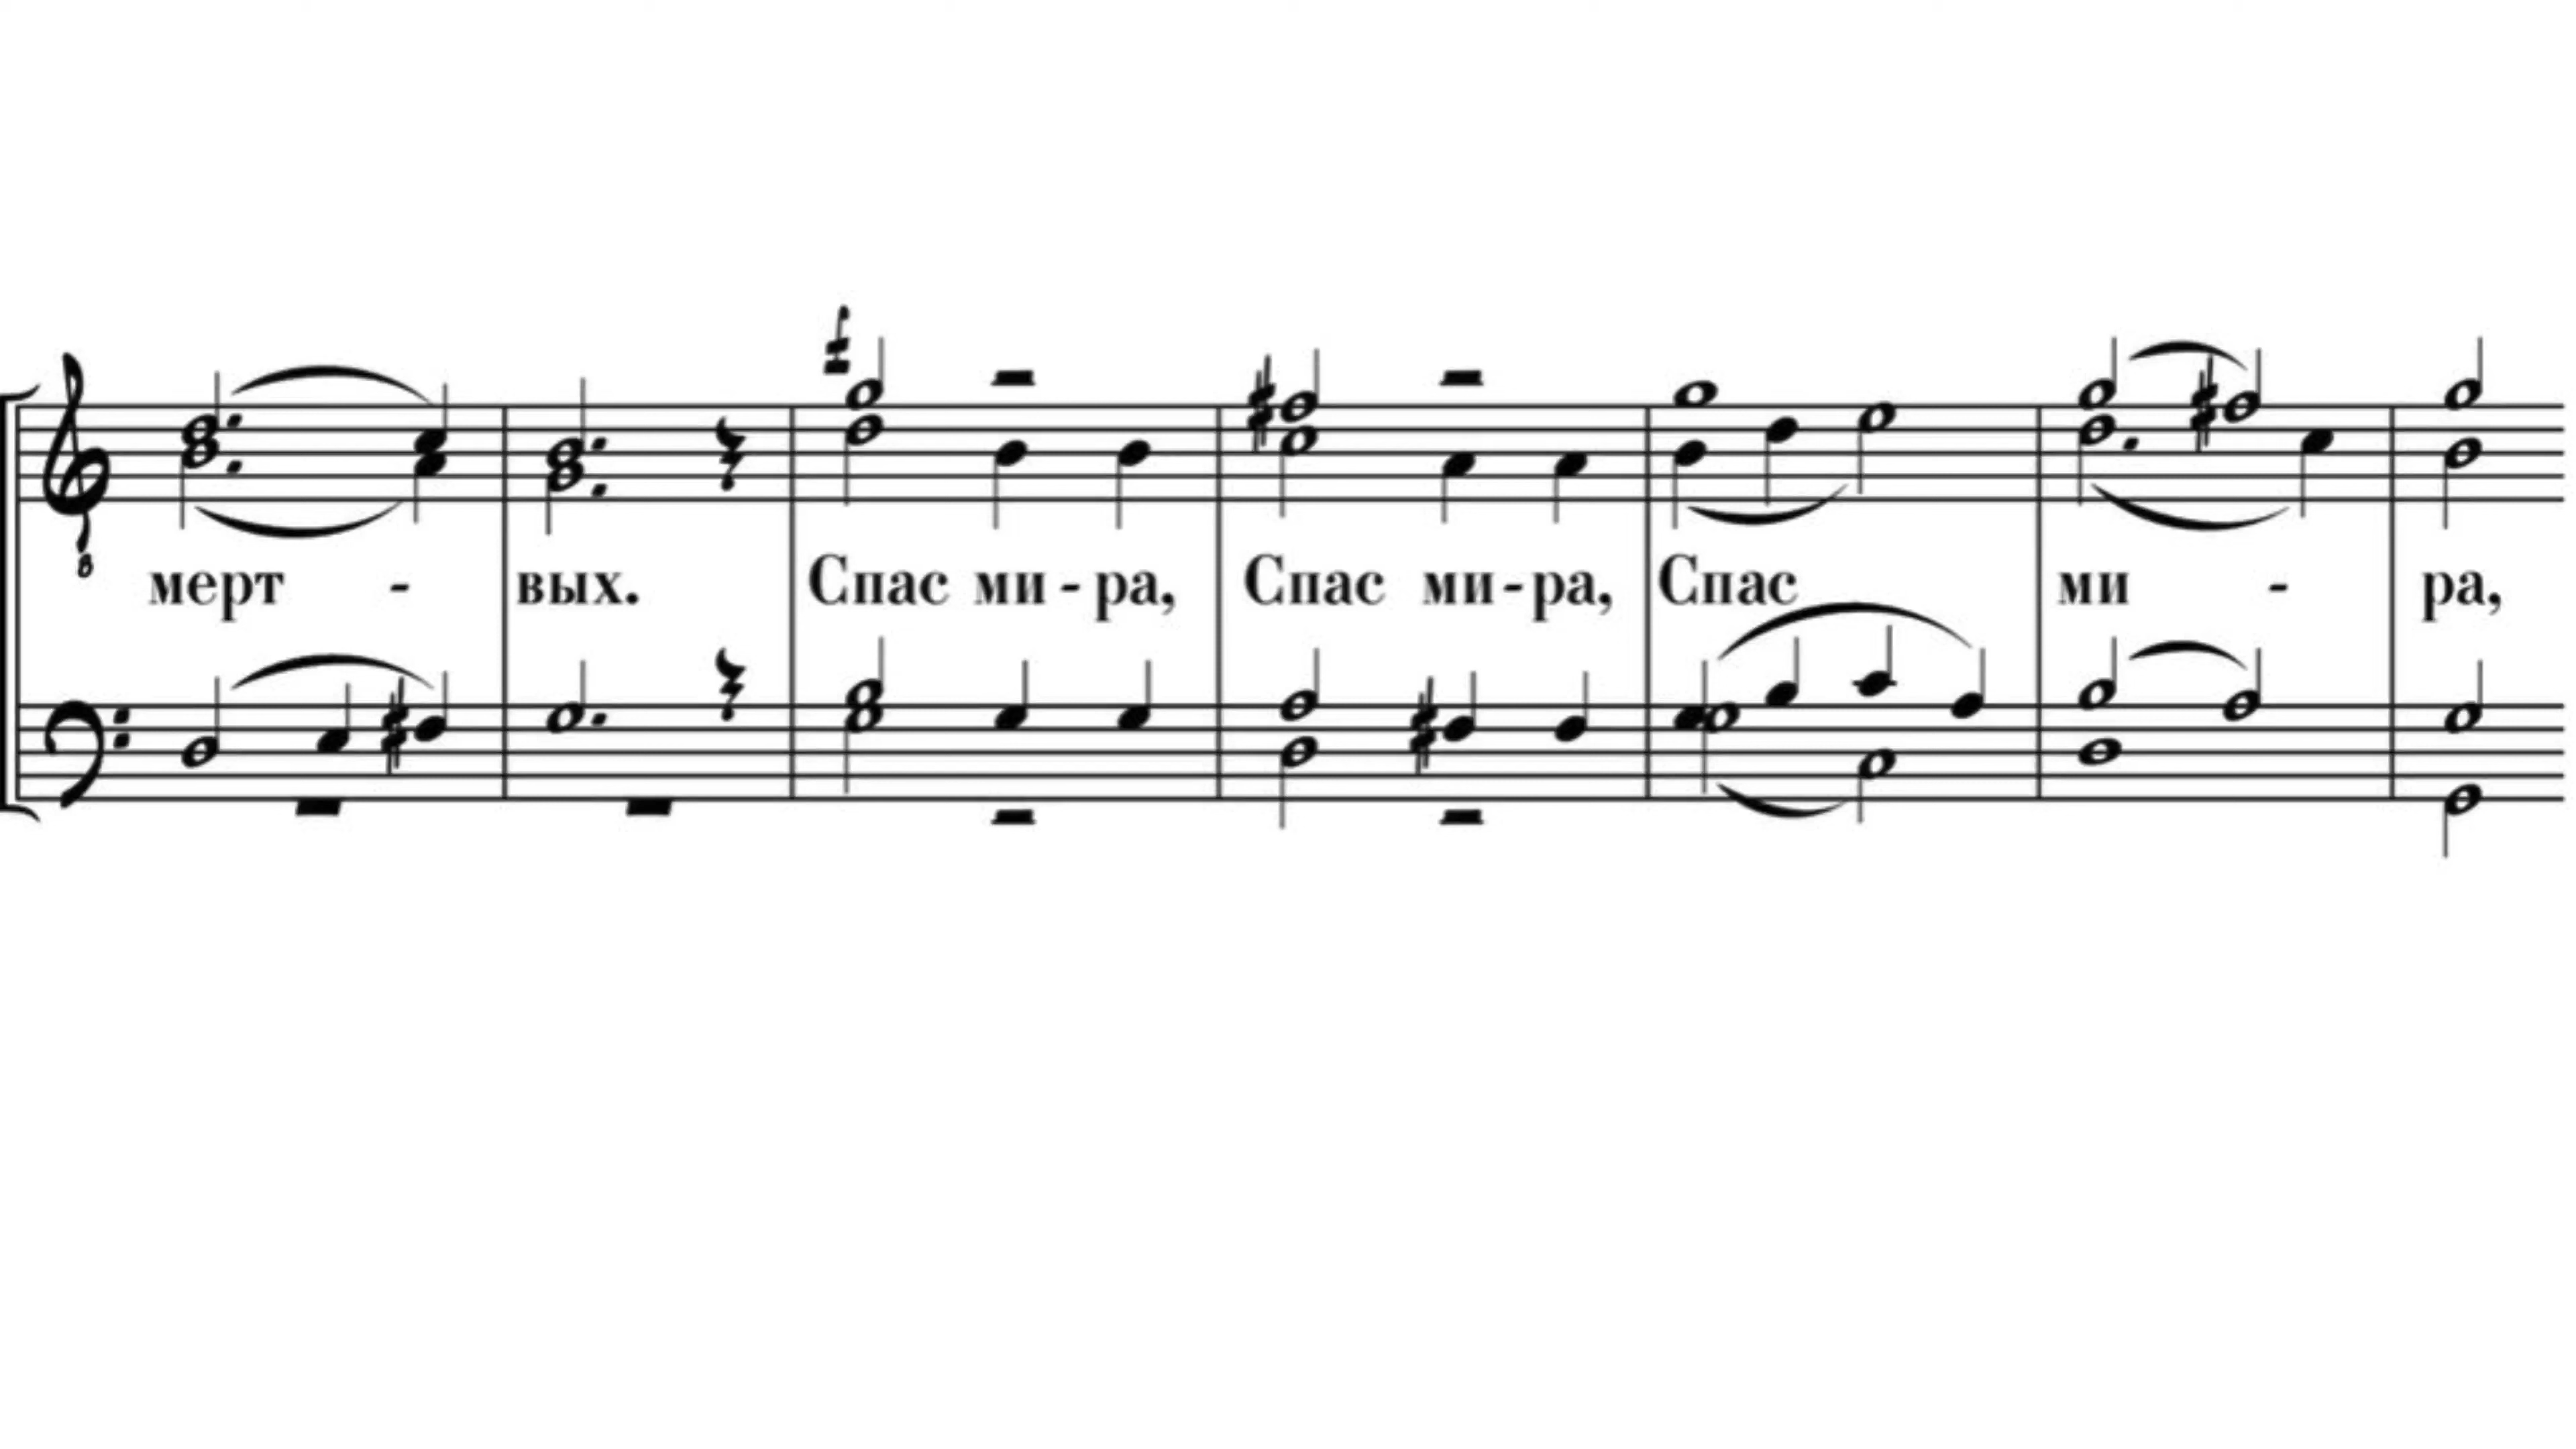 мерт - вых. Спас ми - ра, Спас ми - ра, Спас ми - ра,